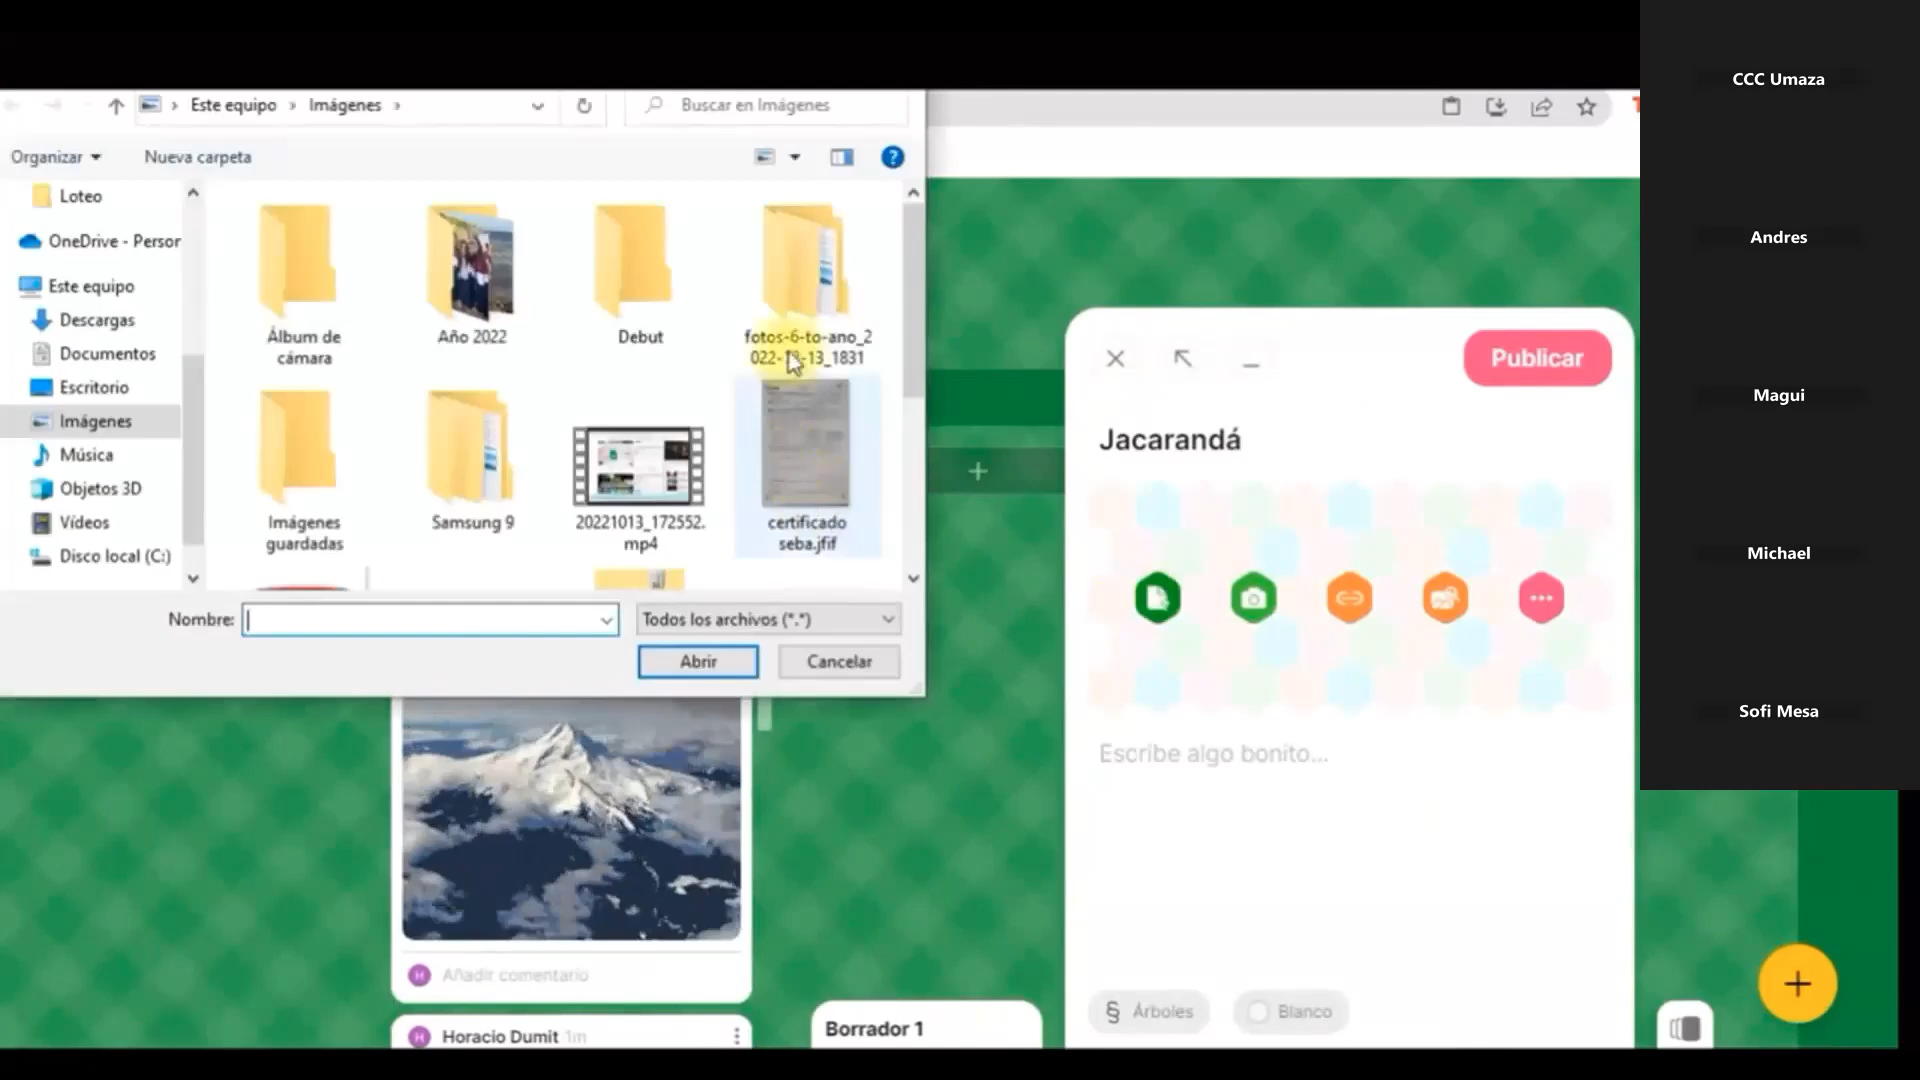 Este equipo
Imágenes
Buscar en Imágenes
Organizar
Nueva carpeta
Loteo
OneDrive - Persor
Este equipo
Descargas
Documentos
Escritorio
Imágenes
Música
Objetos 3D
Vídeos
Disco local (C:)
Álbum de
cámara
Año 2022
Debut
fotos-6-to-ano_2
Imágenes
guardadas
Samsung 9
20221013_172552.
mp4
certificado
seba.jfif
Nombre:
Todos los archivos (*.*)
Abrir
Cancelar
Publicar
Jacarandá
Escribe algo bonito...
Árboles
Blanco
H Añadir comentario
H Horacio Dumit 1m
Borrador 1
CCC Umaza
Andres
Magui
Michael
Sofi Mesa